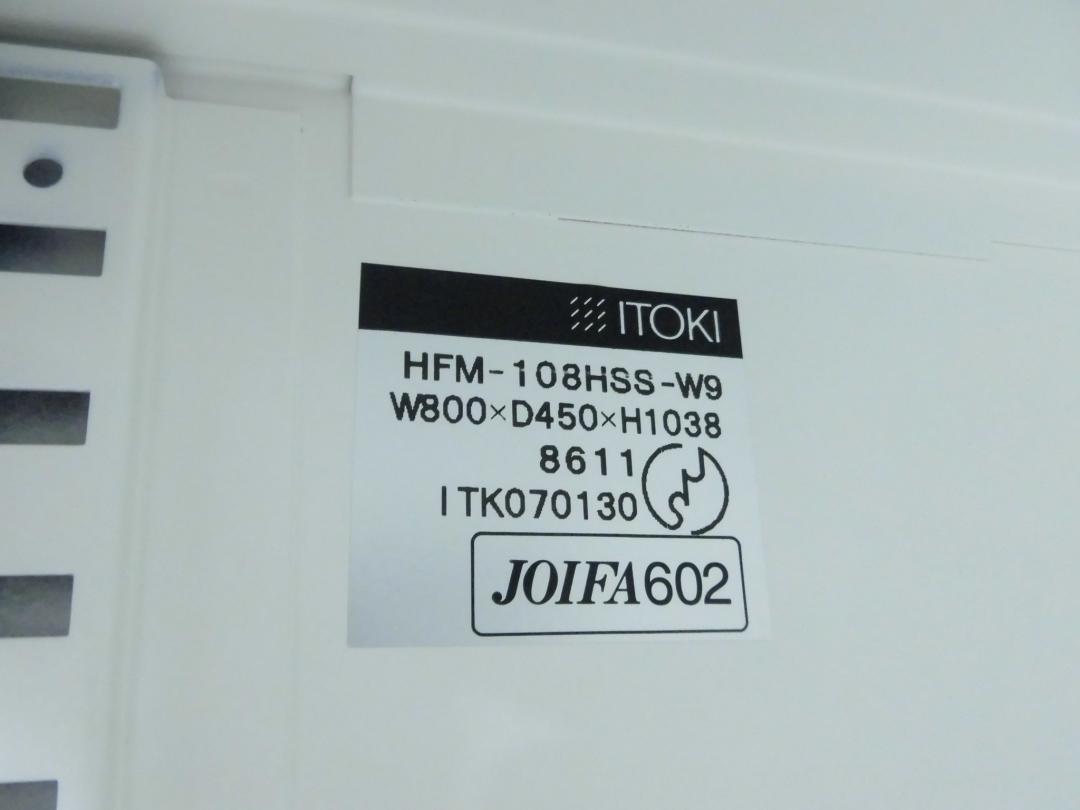 ITOKI
HFM-108HSS-W9
W800×D450×H1038
8611
ITK070130
JOIFA602